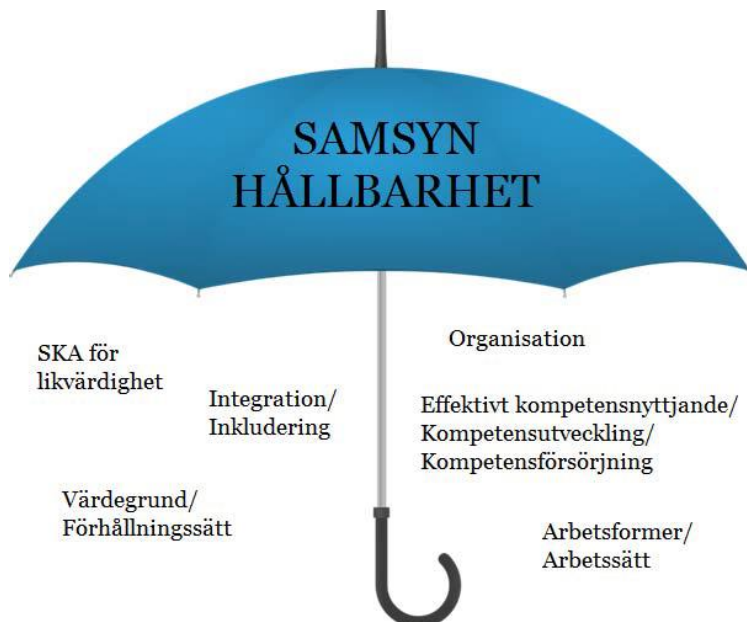 SAMSYN
HÅLLBARHET
SKA för
likvärdighet
Integration/
Inkludering
Värdegrund/
Förhållningssätt
Organisation
Effektivt kompetensnyttjande/
Kompetensutveckling/
Kompetensförsörjning
Arbetsformer/
Arbetssätt